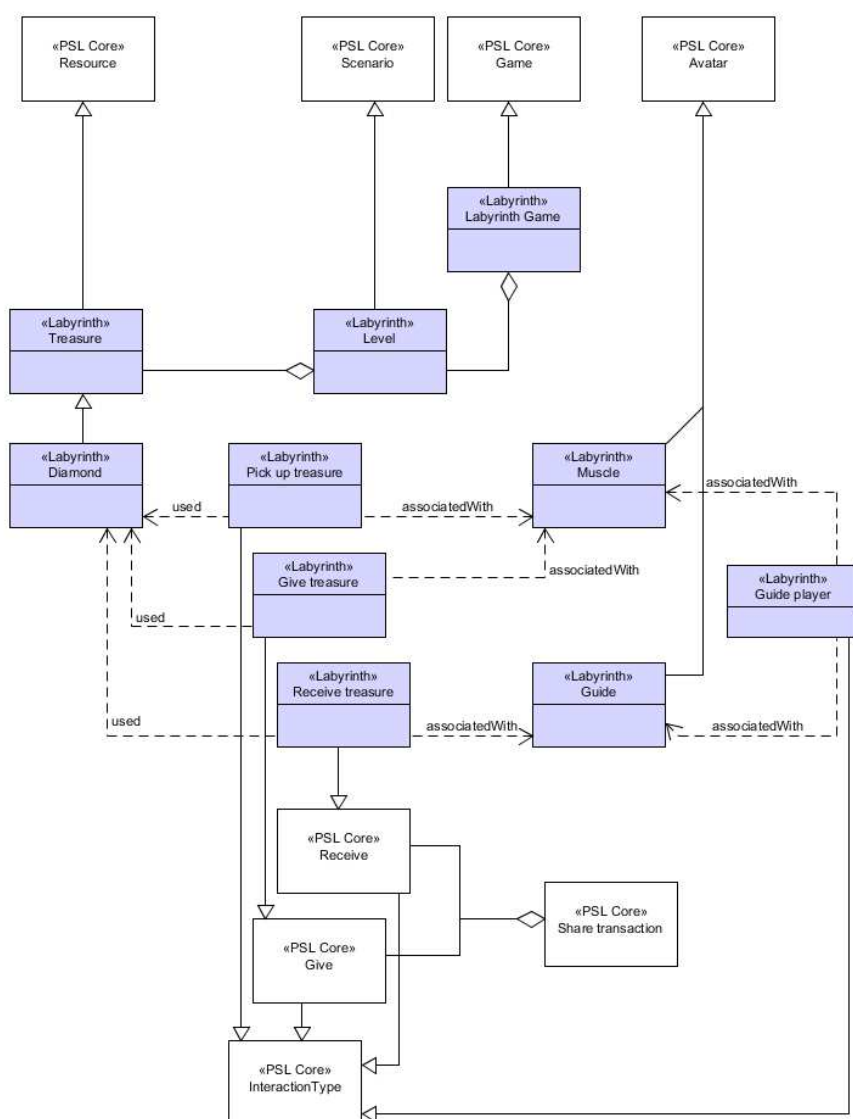 «PSL Core»
Resource
«PSL Core»
Scenario
«PSL Core»
Game
«PSL Core»
Avatar
«Labyrinth»
Labyrinth Game
«Labyrinth»
Treasure
«Labyrinth»
Level
«Labyrinth»
Diamond
«Labyrinth»
Pick up treasure
«Labyrinth»
Muscle
used
associatedWith
associatedWith
«Labyrinth»
Give treasure
associatedWith
«Labyrinth»
Guide player
used
«Labyrinth»
Receive treasure
«Labyrinth»
Guide
used
associatedWith
associatedWith
«PSL Core»
Receive
«PSL Core»
Share transaction
«PSL Core»
Give
«PSL Core»
InteractionType